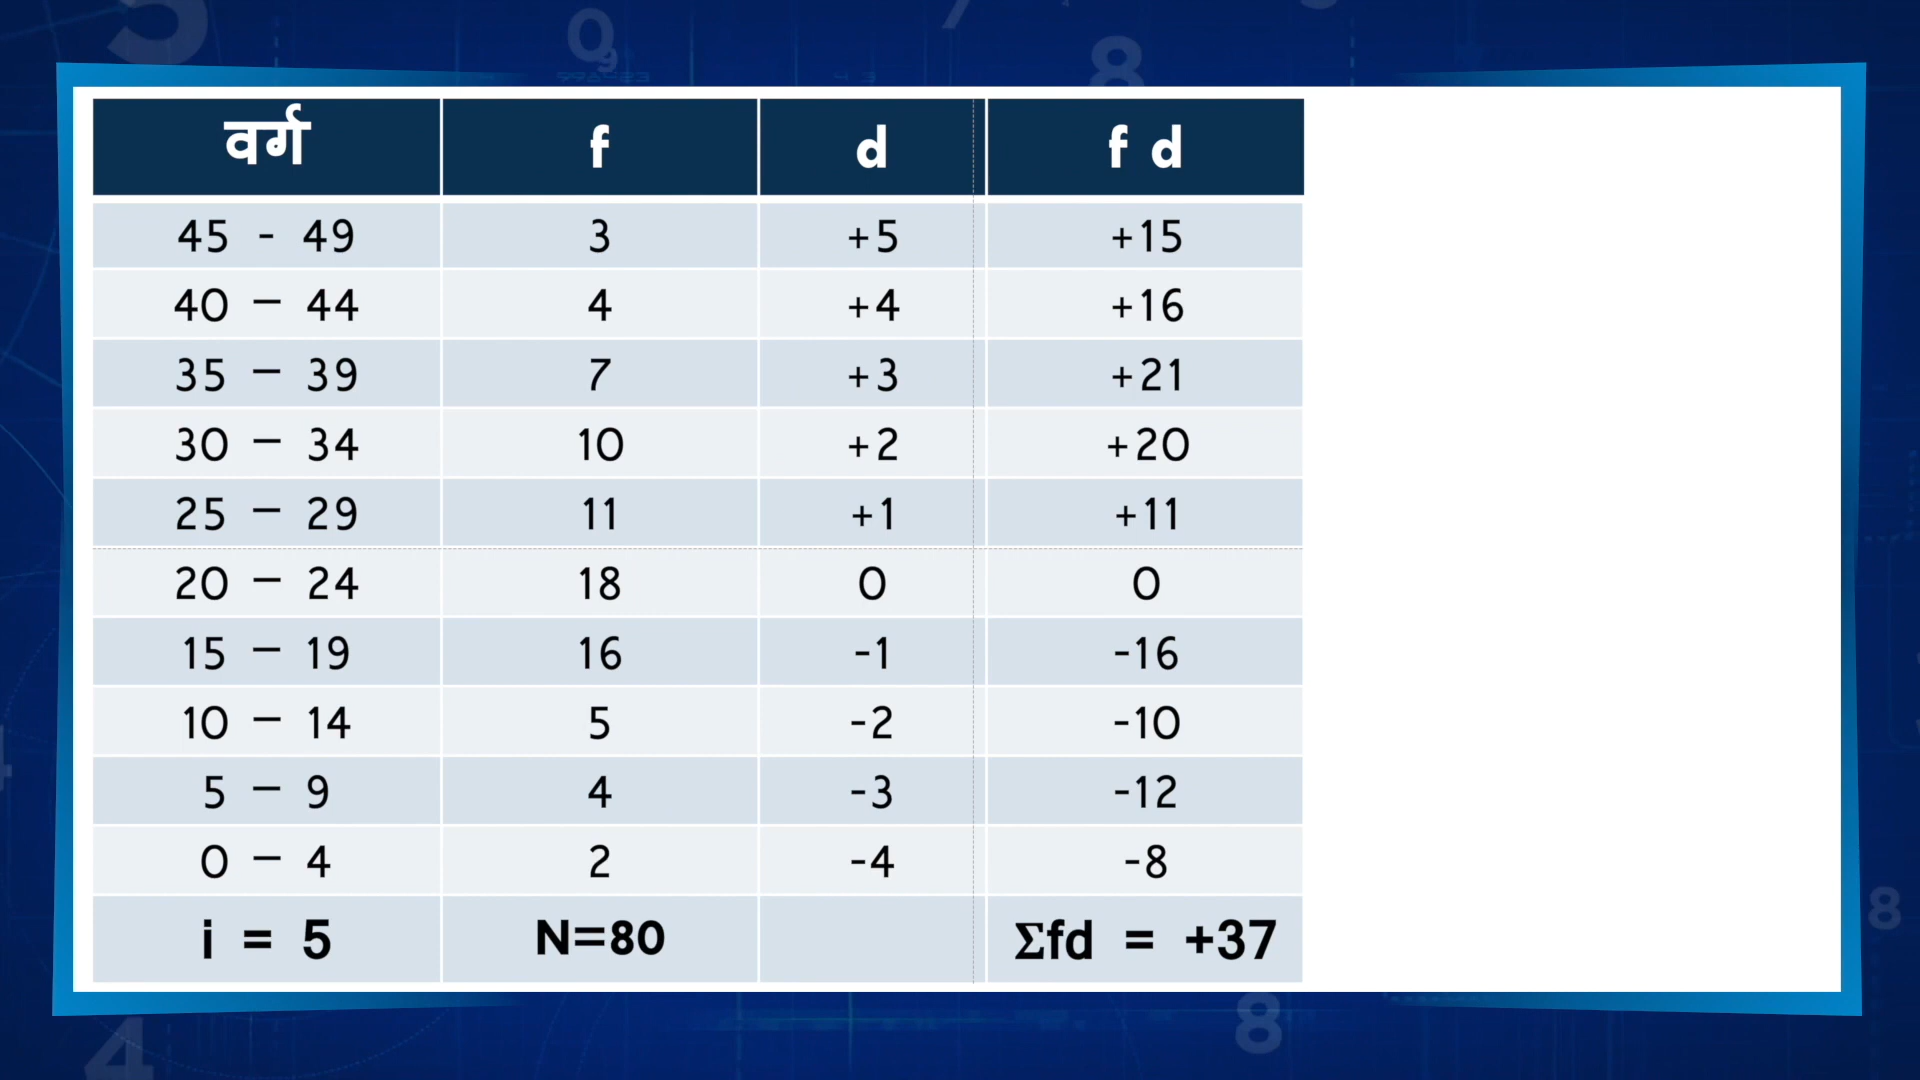 वर्ग f d f d
45 - 49 3 +5 +15
40 – 44 4 +4 +16
35 – 39 7 +3 +21
30 – 34 10 +2 +20
25 – 29 11 +1 +11
20 – 24 18 0 0
15 – 19 16 -1 -16
10 – 14 5 -2 -10
5 – 9 4 -3 -12
0 – 4 2 -4 -8
i = 5 N=80 Σfd = +37